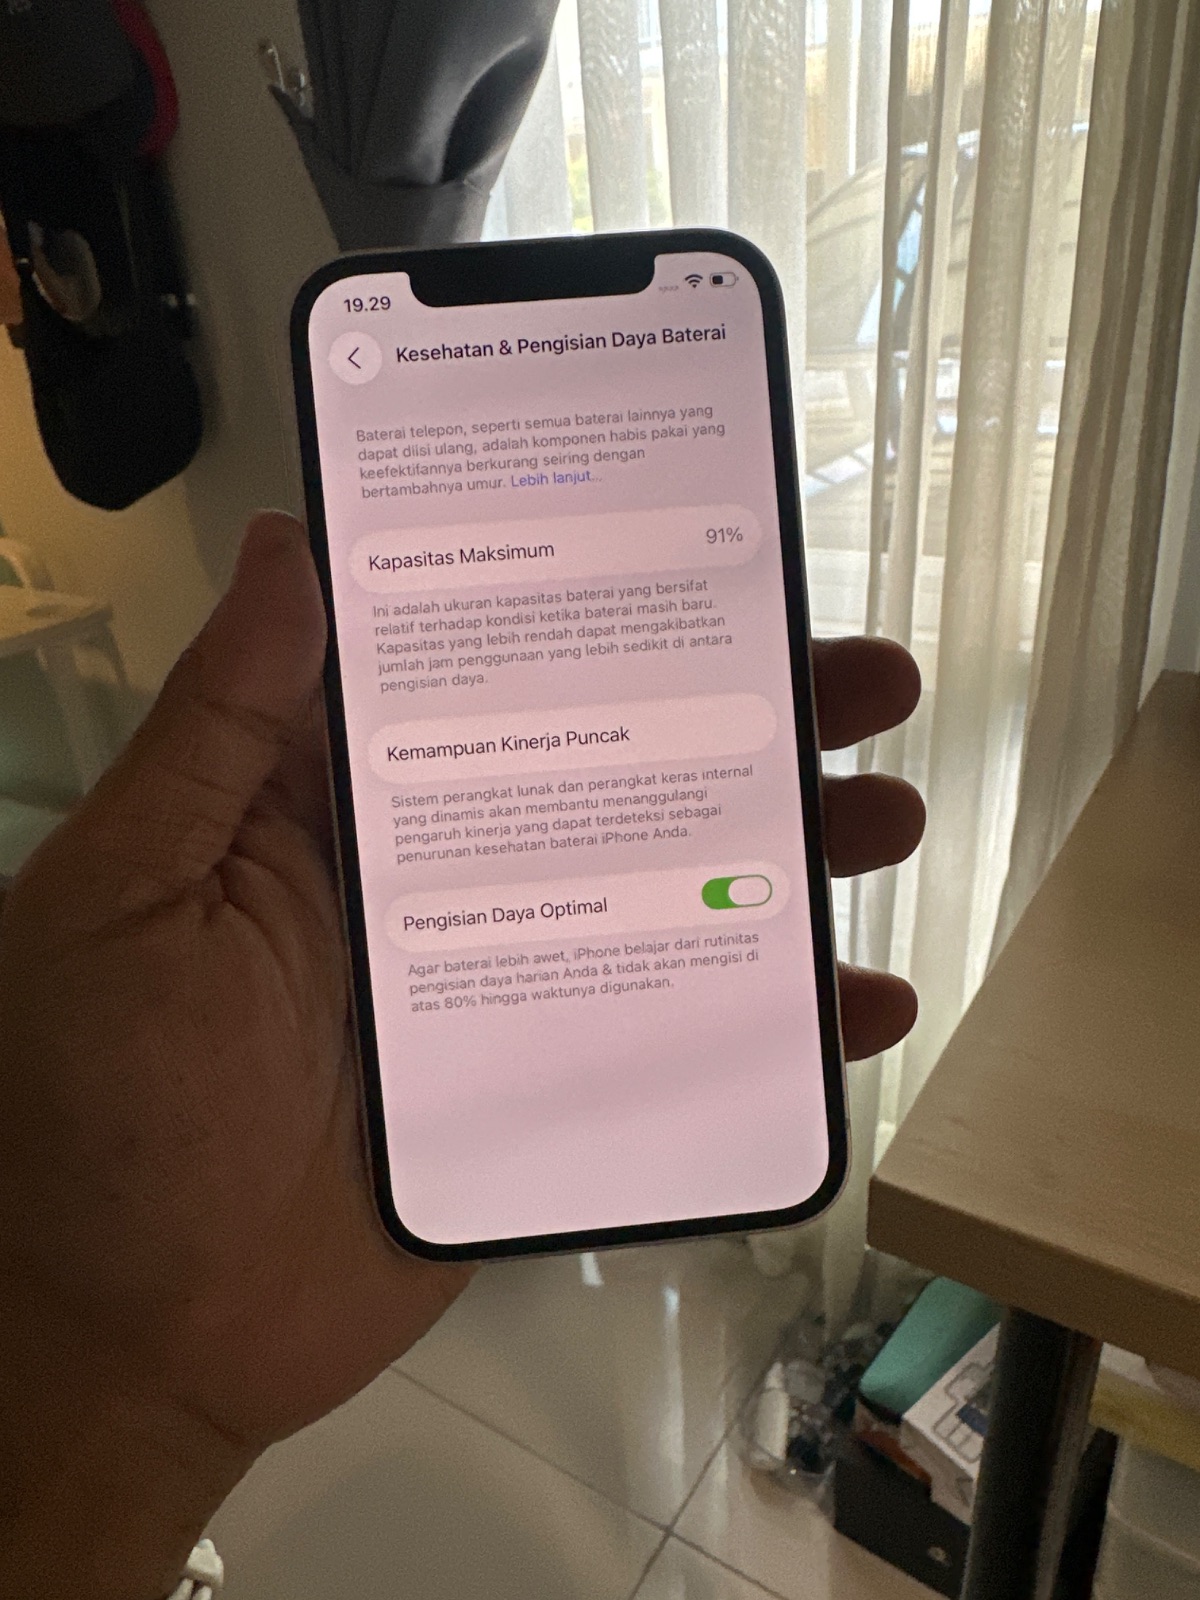 19.29
Kesehatan & Pengisian Daya Baterai
Baterai telepon, seperti semua baterai lainnya yang
dapat diisi ulang, adalah komponen habis pakai yang
keefektifannya berkurang seiring dengan
bertambahnya umur. Lebih lanjut...
Kapasitas Maksimum 91%
Ini adalah ukuran kapasitas baterai yang bersifat
relatif terhadap kondisi ketika baterai masih baru.
Kapasitas yang lebih rendah dapat mengakibatkan
jumlah jam penggunaan yang lebih sedikit di antara
pengisian daya.
Kemampuan Kinerja Puncak
Sistem perangkat lunak dan perangkat keras internal
yang dinamis akan membantu menanggulangi
pengaruh kinerja yang dapat terdeteksi sebagai
penurunan kesehatan baterai iPhone Anda.
Pengisian Daya Optimal
Agar baterai lebih awet, iPhone belajar dari rutinitas
pengisian daya harian Anda & tidak akan mengisi di
atas 80% hingga waktunya digunakan.